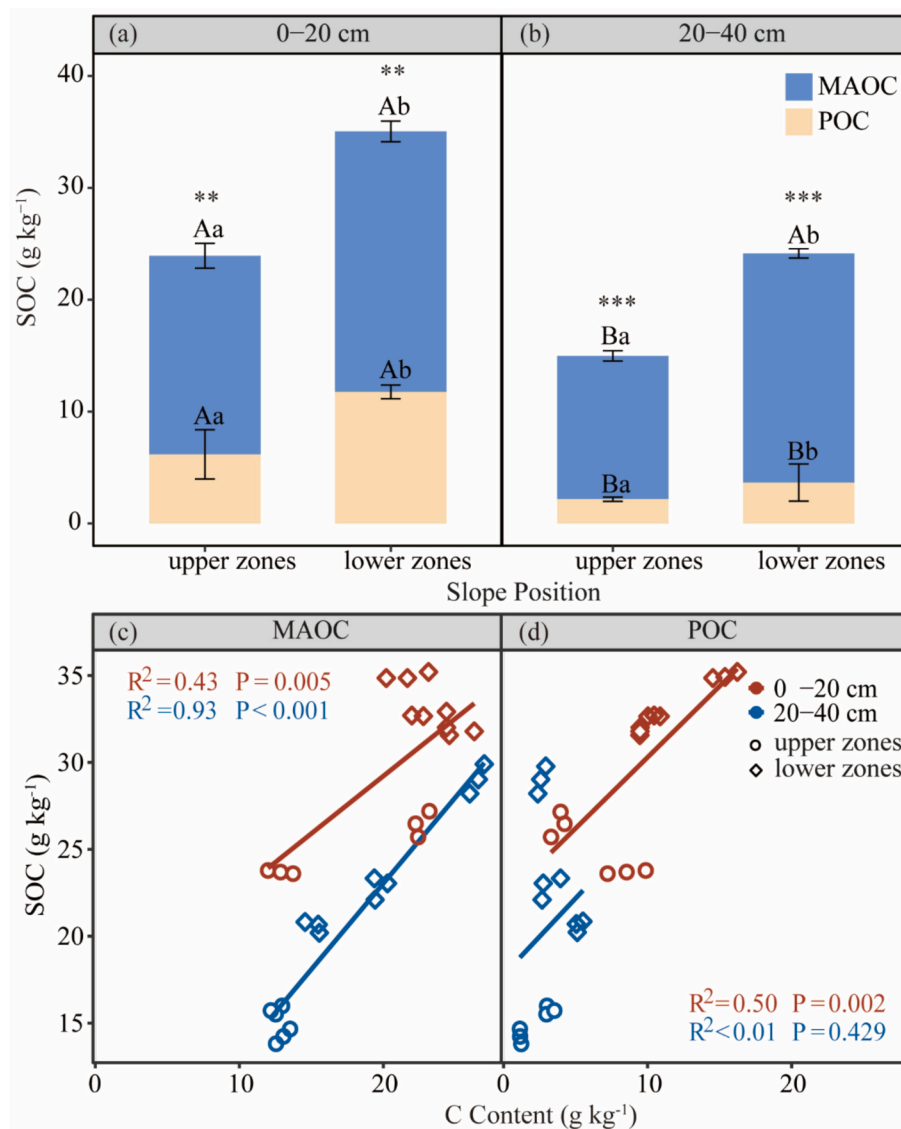 (a) 0−20 cm (b) 20−40 cm
SOC (g kg⁻¹)
40
30
20
10
0
MAOC
POC
**
Aa
Aa
**
Ab
Ab
***
Ba
Ba
***
Ab
Bb
upper zones lower zones upper zones lower zones
Slope Position
(c) MAOC (d) POC
SOC (g kg⁻¹)
35
30
25
20
15
R²=0.43 P=0.005
R²=0.93 P<0.001
0 −20 cm
20−40 cm
upper zones
lower zones
R²=0.50 P=0.002
R²<0.01 P=0.429
0 10 20 0 10 20
C Content (g kg⁻¹)